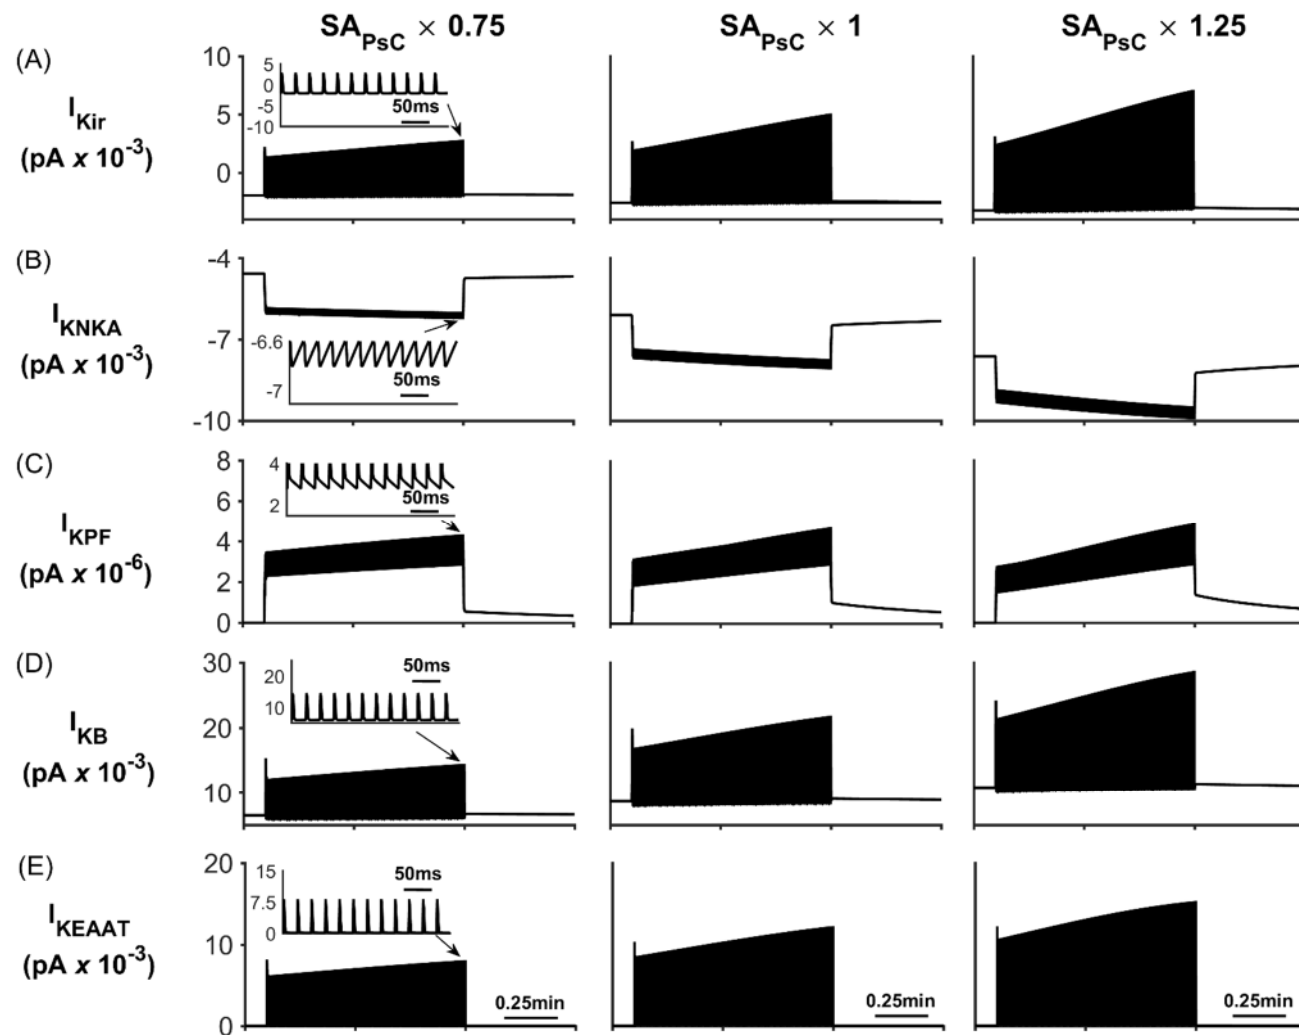 SA_PsC × 0.75
SA_PsC × 1
SA_PsC × 1.25
(A)
I_Kir
(pA x 10^-3)
10
5
0
5
0
-5
-10
50ms
(B)
I_KNKA
(pA x 10^-3)
-4
-7
-10
-6.6
-7
50ms
(C)
I_KPF
(pA x 10^-6)
8
6
4
2
0
4
2
50ms
(D)
I_KB
(pA x 10^-3)
30
20
10
20
10
50ms
(E)
I_KEAAT
(pA x 10^-3)
20
10
0
15
7.5
0
50ms
0.25min
0.25min
0.25min